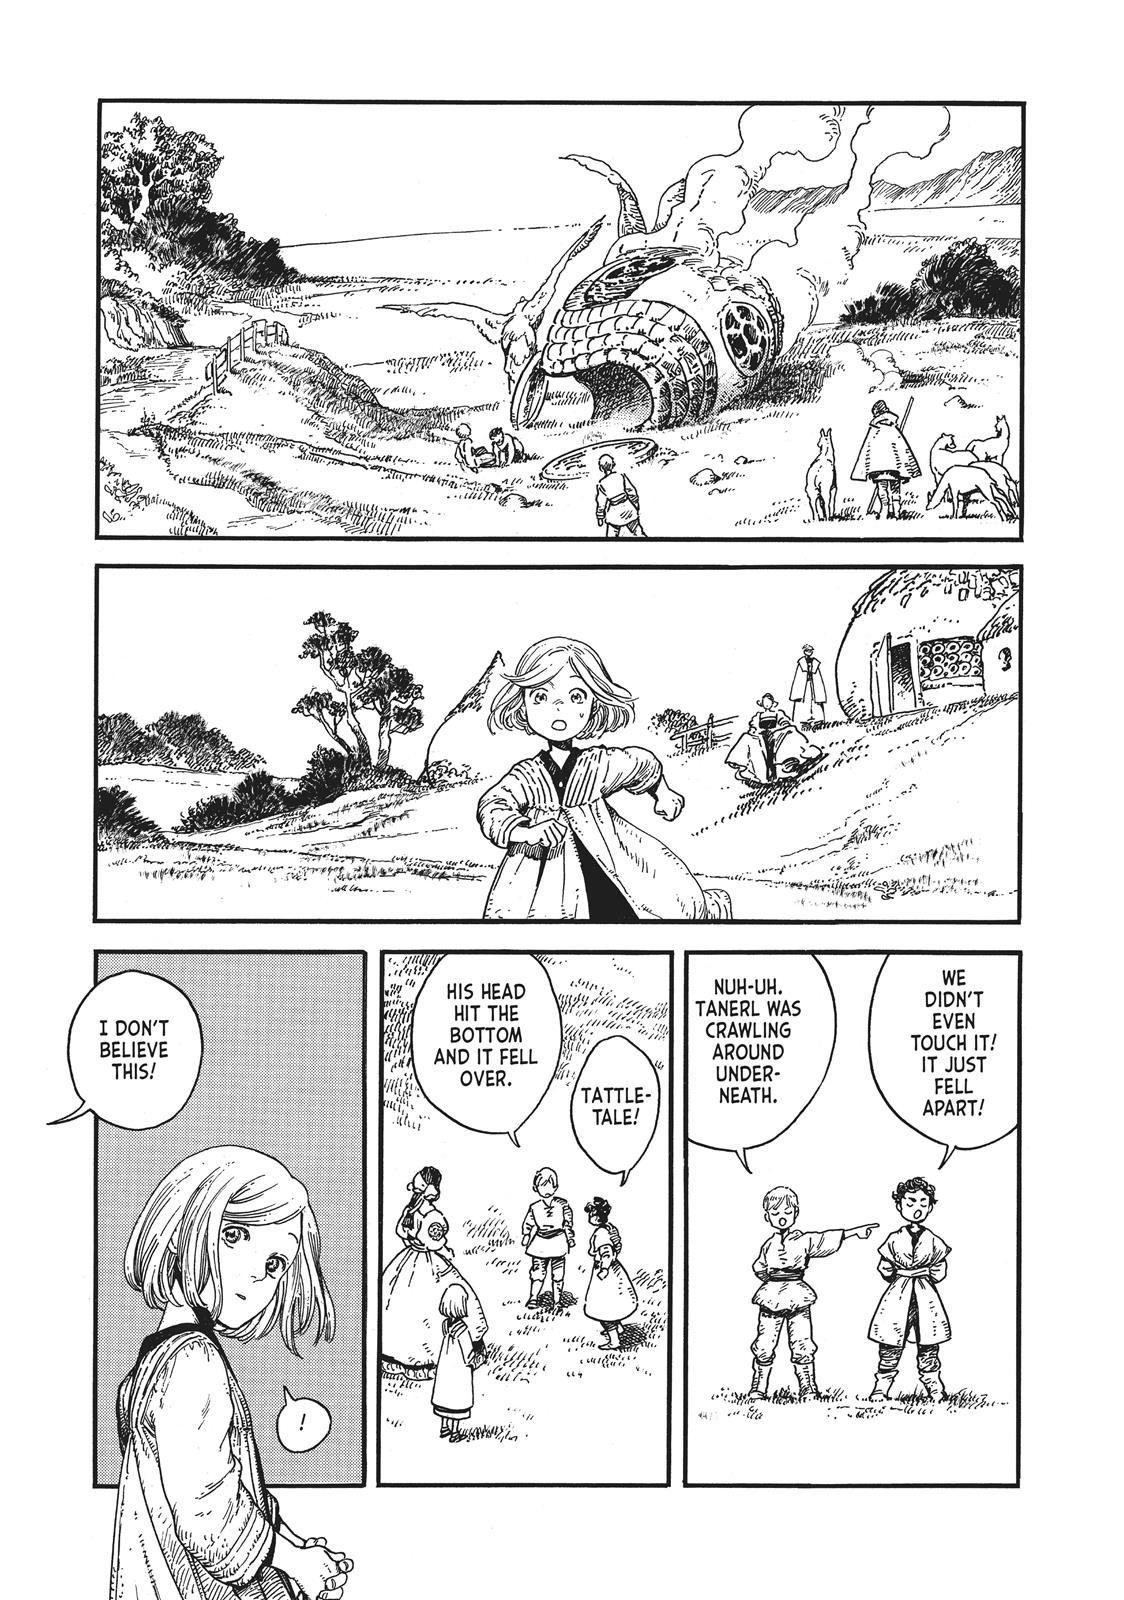 WE
DIDN'T
EVEN
TOUCH IT!
IT JUST
FELL
APART!
NUH-UH.
TANERL WAS
CRAWLING
AROUND
UNDER-
NEATH.
TATTLE-
TALE!
HIS HEAD
HIT THE
BOTTOM
AND IT FELL
OVER.
!
I DON'T
BELIEVE
THIS!